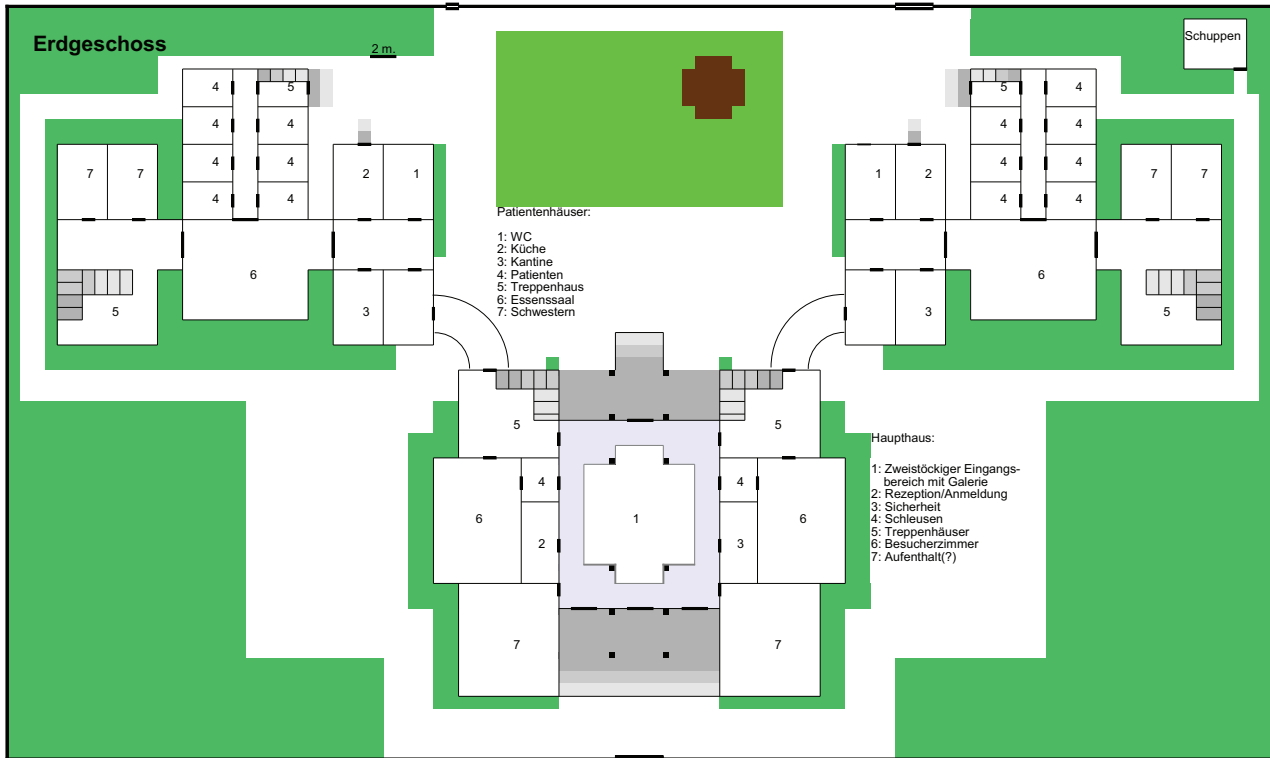 Erdgeschoss
2 m.
Schuppen
4
5
4
4
4
4
4
4
4
7
7
2
1
6
5
3
5
4
4
4
4
4
4
4
1
2
7
7
6
3
5
Patientenhäuser:
1: WC
2: Küche
3: Kantine
4: Patienten
5: Treppenhaus
6: Essenssaal
7: Schwestern
5
5
4
4
6
2
1
3
6
7
7
Haupthaus:
1: Zweistöckiger Eingangs-
bereich mit Galerie
2: Rezeption/Anmeldung
3: Sicherheit
4: Schleusen
5: Treppenhäuser
6: Besucherzimmer
7: Aufenthalt(?)